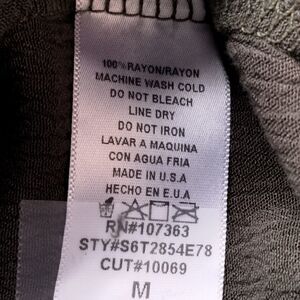 100% RAYON/RAYON
MACHINE WASH COLD
DO NOT BLEACH
LINE DRY
DO NOT IRON
LAVAR A MAQUINA
CON AGUA FRIA
MADE IN U.S.A
HECHO EN E.U.A
RN#107363
STY#S6T2854E78
CUT#10069
M